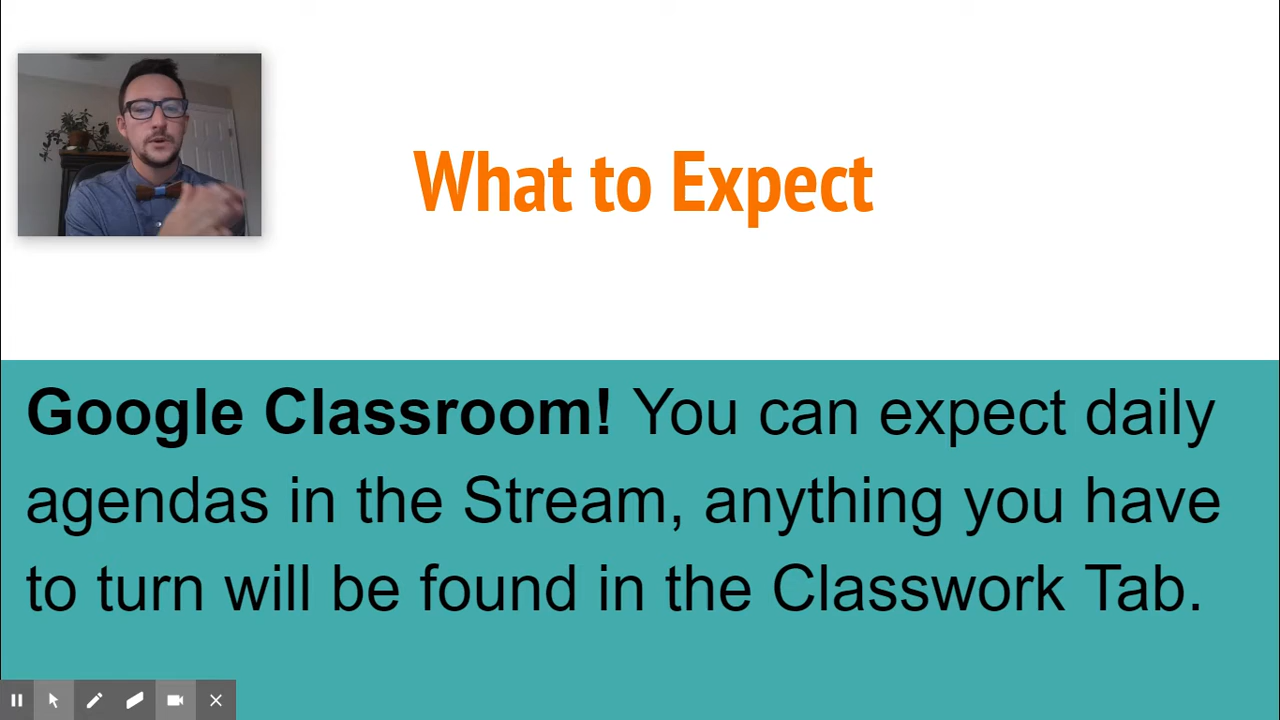 What to Expect
Google Classroom! You can expect daily
agendas in the Stream, anything you have
to turn will be found in the Classwork Tab.